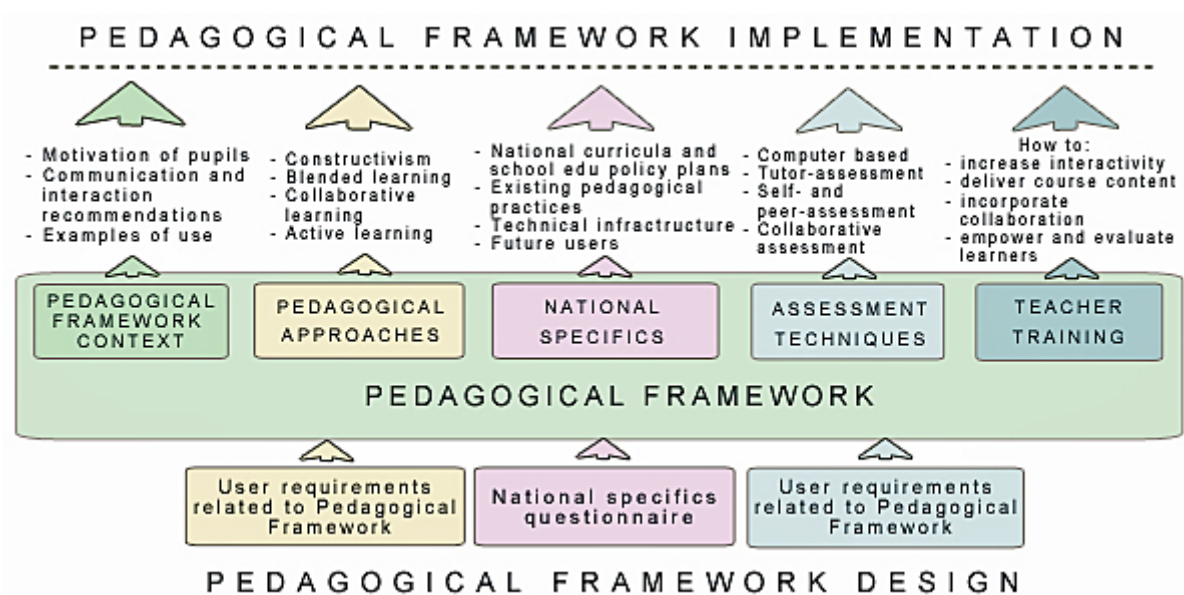 PEDAGOGICAL FRAMEWORK IMPLEMENTATION
- Motivation of pupils
- Communication and
interaction
recommendations
- Examples of use
- Constructivism
- Blended learning
- Collaborative
learning
- Active learning
- National curricula and
school edu policy plans
- Existing pedagogical
practices
- Technical infrastructure
- Future users
- Computer based
- Tutor-assessment
- Self- and
peer-assessment
- Collaborative
assessment
How to:
- increase interactivity
- deliver course content
- incorporate
collaboration
- empower and evaluate
learners
PEDAGOGICAL
FRAMEWORK
CONTEXT
PEDAGOGICAL
APPROACHES
NATIONAL
SPECIFICS
ASSESSMENT
TECHNIQUES
TEACHER
TRAINING
PEDAGOGICAL FRAMEWORK
User requirements
related to Pedagogical
Framework
National specifics
questionnaire
User requirements
related to Pedagogical
Framework
PEDAGOGICAL FRAMEWORK DESIGN